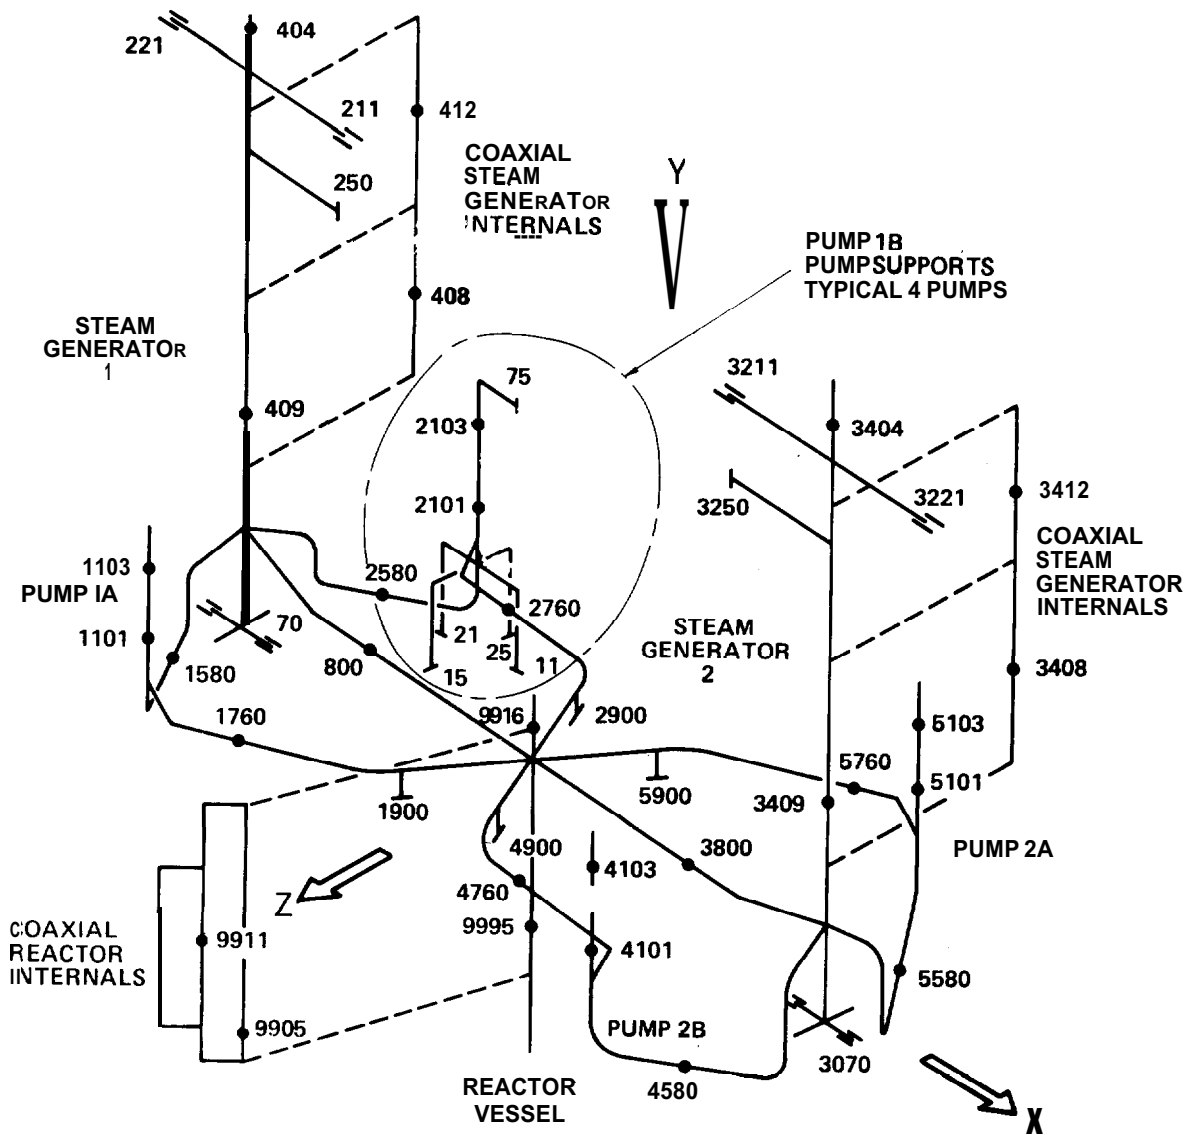 404
221
211
412
COAXIAL
STEAM
GENERATOR
INTERNALS
250
Y
PUMP 1B
PUMP SUPPORTS
TYPICAL 4 PUMPS
408
STEAM
GENERATOR
1
75
3211
409
2103
3404
3250
3221
3412
2101
COAXIAL
STEAM
GENERATOR
INTERNALS
1103
PUMP 1A
2580
2760
70
21
STEAM
GENERATOR
2
1101
25
800
15
11
1580
3408
9916
2900
1760
5103
5760
5101
1900
5900
3409
4900
3800
PUMP 2A
4103
4760
Z
9995
COAXIAL
REACTOR
INTERNALS
9911
4101
5580
9905
PUMP 2B
3070
REACTOR
VESSEL
4580
X